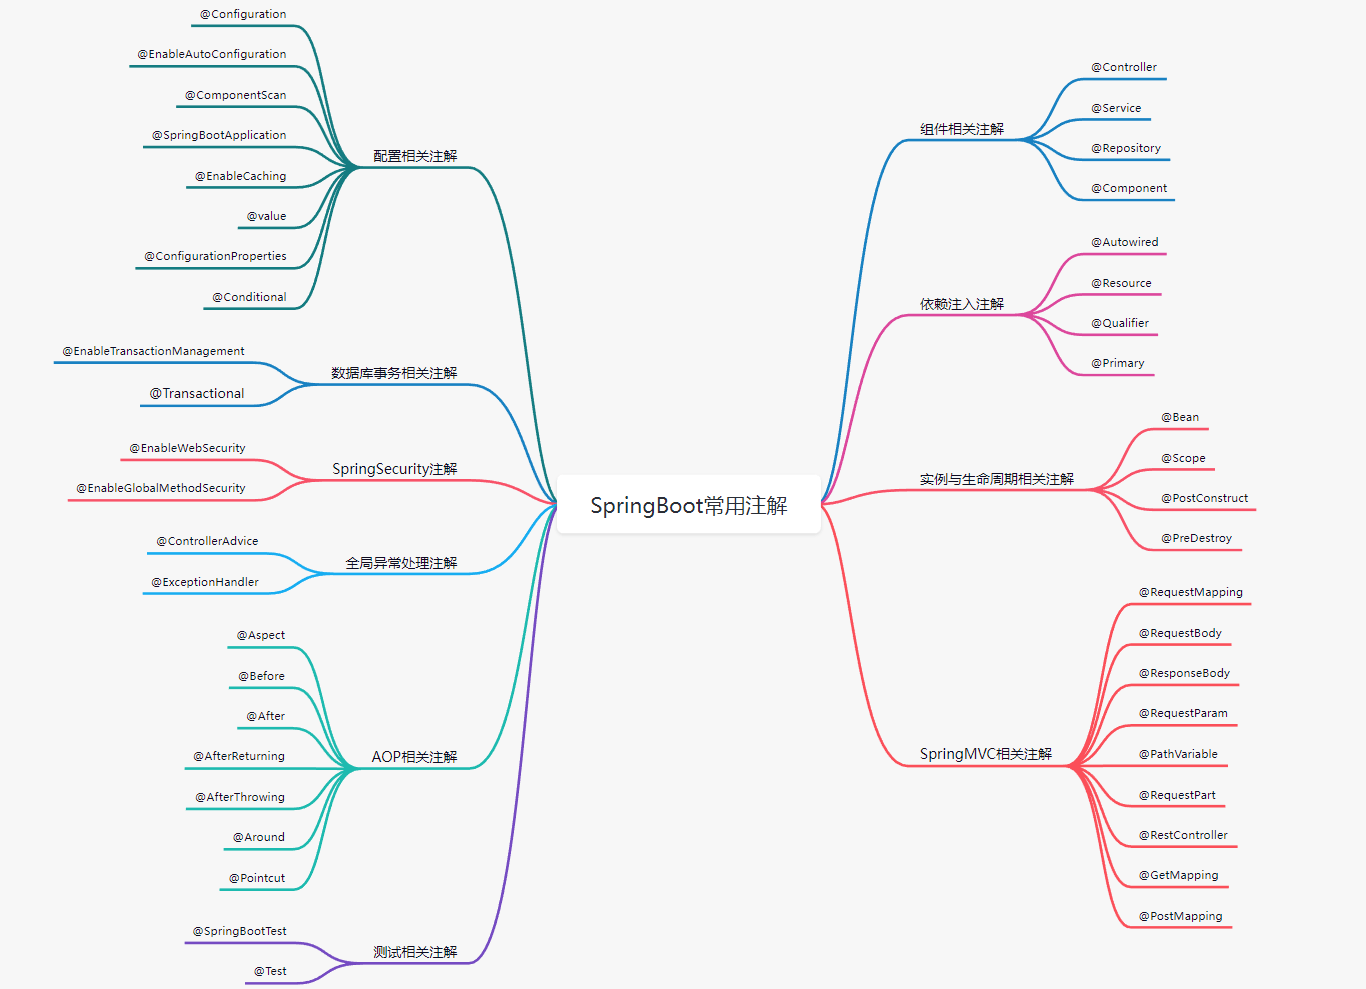 SpringBoot常用注解
组件相关注解
@Controller
@Service
@Repository
@Component
依赖注入注解
@Autowired
@Resource
@Qualifier
@Primary
实例与生命周期相关注解
@Bean
@Scope
@PostConstruct
@PreDestroy
SpringMVC相关注解
@RequestMapping
@RequestBody
@ResponseBody
@RequestParam
@PathVariable
@RequestPart
@RestController
@GetMapping
@PostMapping
配置相关注解
@Configuration
@EnableAutoConfiguration
@ComponentScan
@SpringBootApplication
@EnableCaching
@value
@ConfigurationProperties
@Conditional
数据库事务相关注解
@EnableTransactionManagement
@Transactional
SpringSecurity注解
@EnableWebSecurity
@EnableGlobalMethodSecurity
全局异常处理注解
@ControllerAdvice
@ExceptionHandler
AOP相关注解
@Aspect
@Before
@After
@AfterReturning
@AfterThrowing
@Around
@Pointcut
测试相关注解
@SpringBootTest
@Test